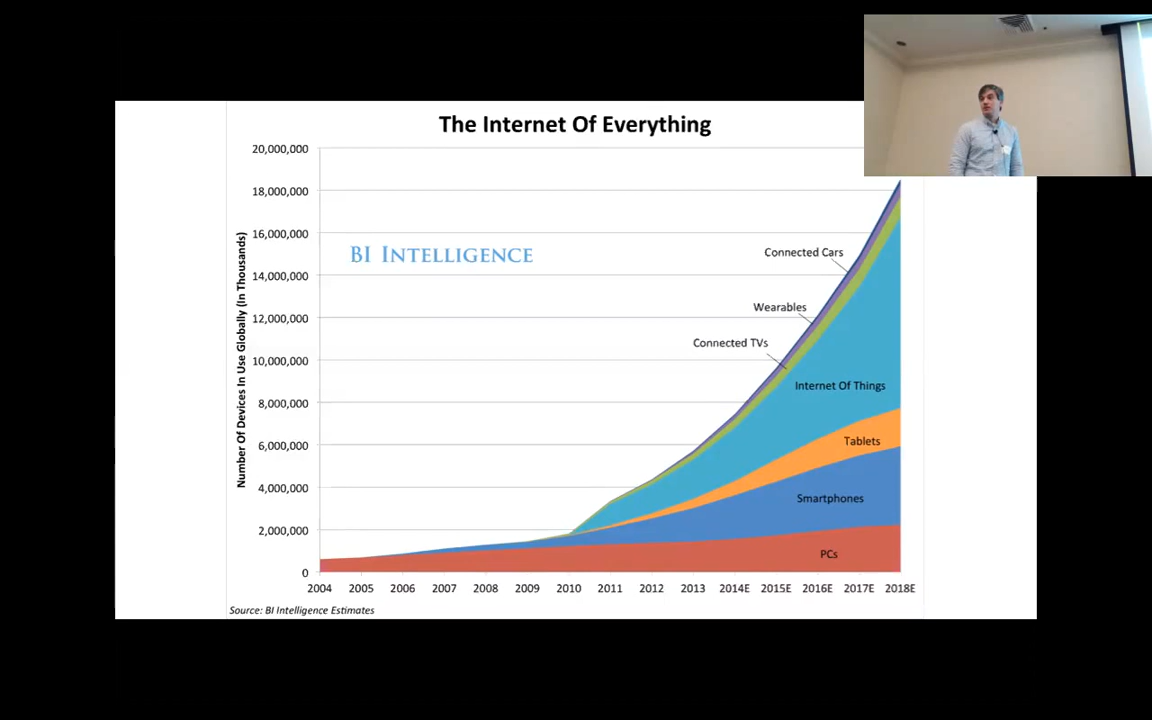 The Internet Of Everything
20,000,000
18,000,000
16,000,000
14,000,000
12,000,000
10,000,000
8,000,000
6,000,000
4,000,000
2,000,000
0
Number Of Devices In Use Globally (In Thousands)
BI INTELLIGENCE
Connected Cars
Wearables
Connected TVs
Internet Of Things
Tablets
Smartphones
PCs
2004 2005 2006 2007 2008 2009 2010 2011 2012 2013 2014E 2015E 2016E 2017E 2018E
Source: BI Intelligence Estimates